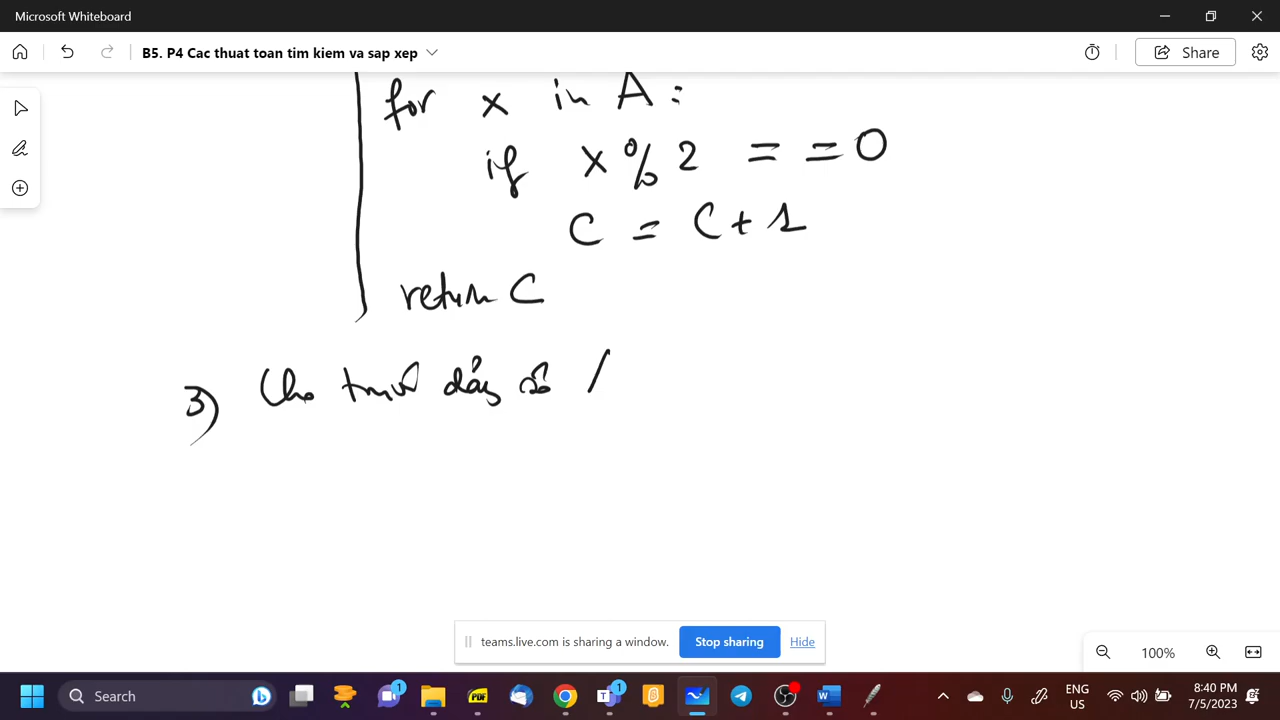 Microsoft Whiteboard
B5. P4 Cac thuat toan tim kiem va sap xep
Share
for x in A:
if x % 2 = = 0
C = C + 1
return C
3) Cho trước dãy số
teams.live.com is sharing a window.
Stop sharing
Hide
100%
Search
1
1
ENG
US
8:40 PM
7/5/2023